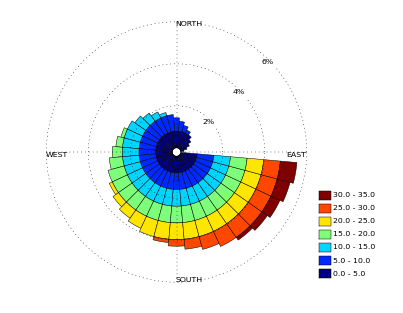 NORTH
6%
4%
2%
WEST
EAST
SOUTH
30.0 - 35.0
25.0 - 30.0
20.0 - 25.0
15.0 - 20.0
10.0 - 15.0
5.0 - 10.0
0.0 - 5.0